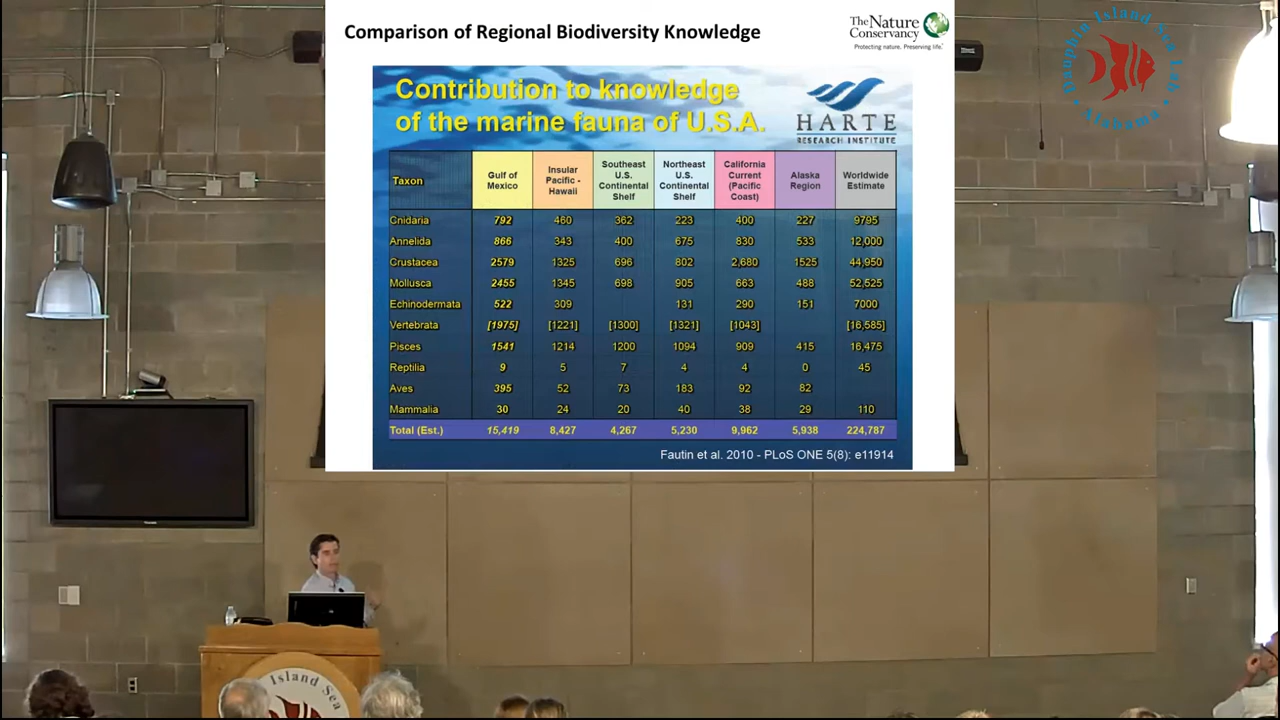 Comparison of Regional Biodiversity Knowledge
The Nature
Conservancy
Protecting nature. Preserving life.
Dauphin Island Sea Lab
Alabama
Contribution to knowledge
of the marine fauna of U.S.A.
HARTE
RESEARCH INSTITUTE
Taxon Gulf of Mexico Insular Pacific - Hawaii Southeast U.S. Continental Shelf Northeast U.S. Continental Shelf California Current (Pacific Coast) Alaska Region Worldwide Estimate
Cnidaria 792 460 362 223 400 227 9795
Annelida 866 343 400 675 830 533 12,000
Crustacea 2579 1325 696 802 2,680 1525 44,950
Mollusca 2455 1345 698 905 663 488 52,525
Echinodermata 522 309 131 290 151 7000
Vertebrata [1975] [1221] [1300] [1321] [1043] [16,585]
Pisces 1541 1214 1200 1094 909 415 16,475
Reptilia 9 5 7 4 4 0 45
Aves 395 52 73 183 92 82
Mammalia 30 24 20 40 38 29 110
Total (Est.) 15,419 8,427 4,267 5,230 9,962 5,938 224,787
Fautin et al. 2010 - PLoS ONE 5(8): e11914
Island Sea